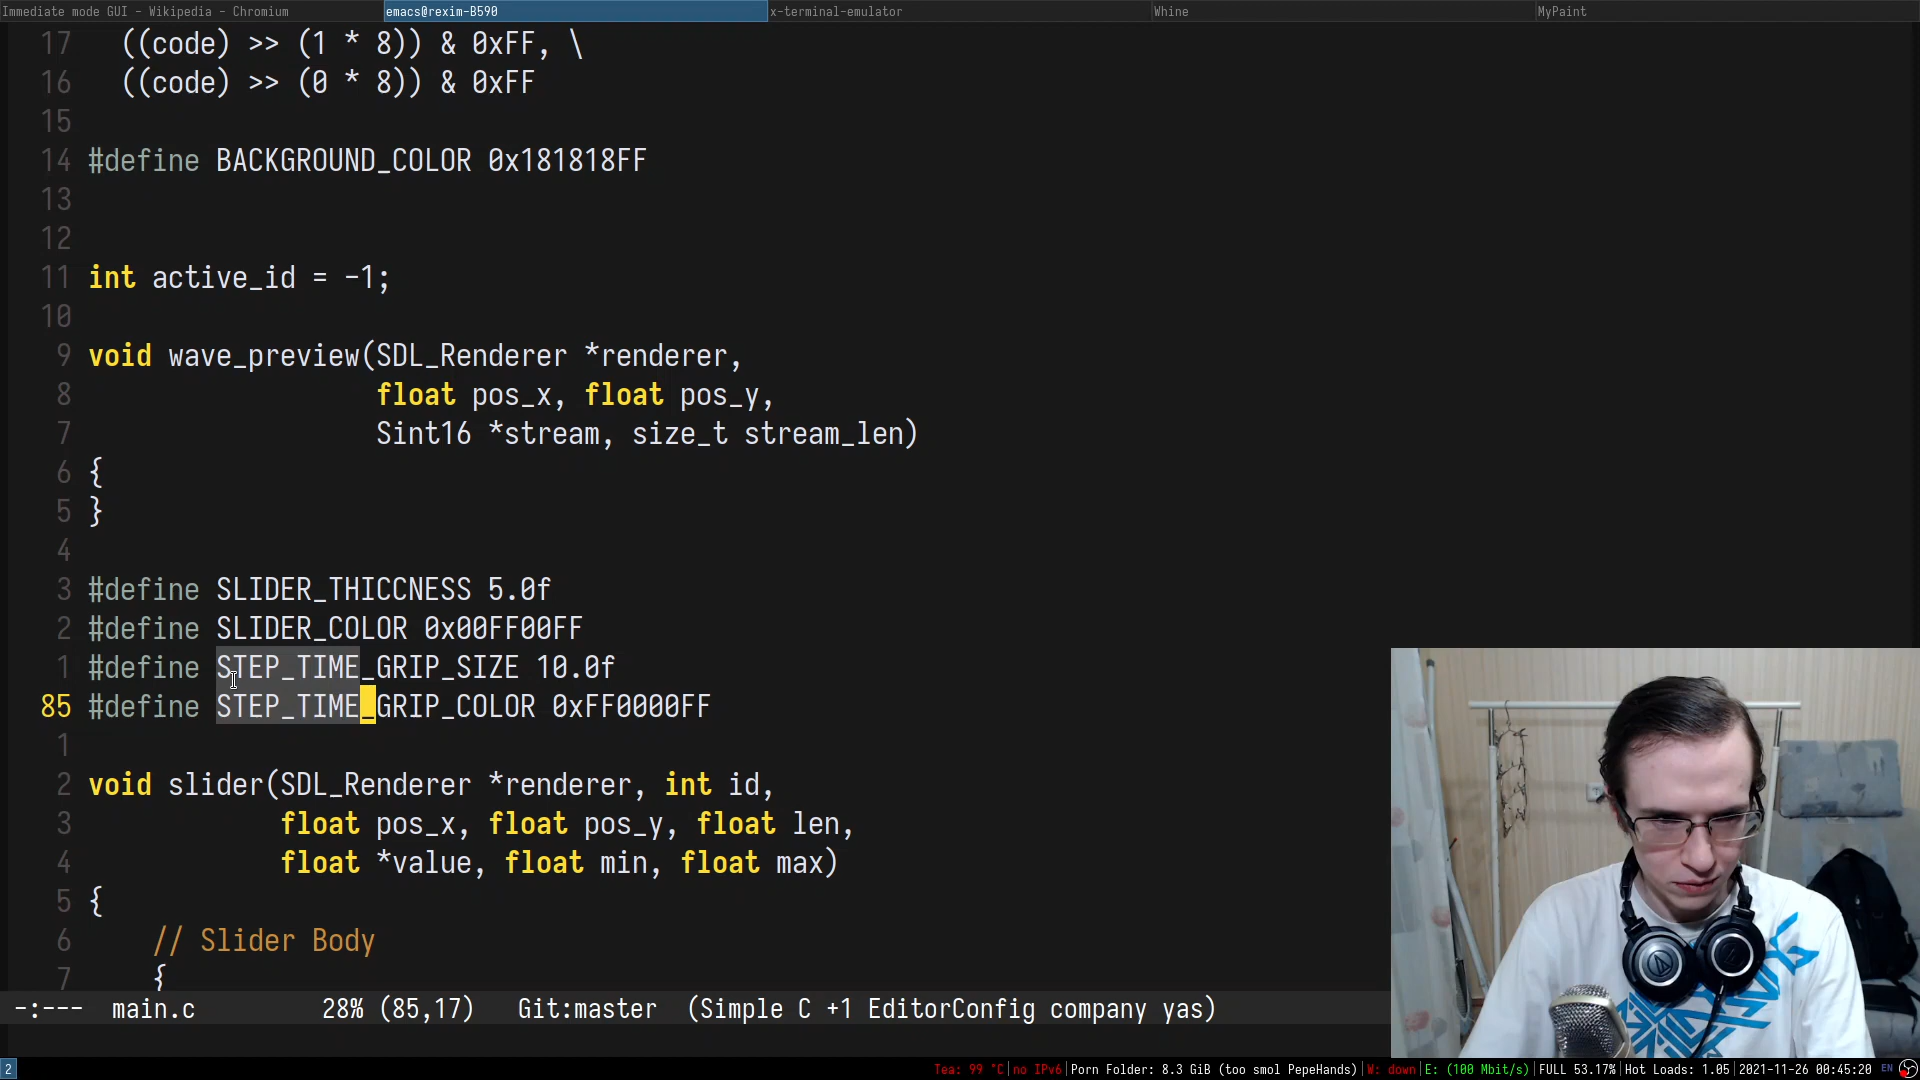 Immediate mode GUI - Wikipedia - Chromium emacs@rexim-B590 x-terminal-emulator Whine MyPaint
17 ((code) >> (1 * 8)) & 0xFF, \
16 ((code) >> (0 * 8)) & 0xFF
15
14 #define BACKGROUND_COLOR 0x181818FF
13
12
11 int active_id = -1;
10
9 void wave_preview(SDL_Renderer *renderer,
8 float pos_x, float pos_y,
7 Sint16 *stream, size_t stream_len)
6 {
5 }
4
3 #define SLIDER_THICCNESS 5.0f
2 #define SLIDER_COLOR 0x00FF00FF
1 #define STEP_TIME_GRIP_SIZE 10.0f
85 #define STEP_TIME_GRIP_COLOR 0xFF0000FF
1
2 void slider(SDL_Renderer *renderer, int id,
3 float pos_x, float pos_y, float len,
4 float *value, float min, float max)
5 {
6 // Slider Body
7 {
-:--- main.c 28% (85,17) Git:master (Simple C +1 EditorConfig company yas)
2 Tea: 99 °C|no IPv6|Porn Folder: 8.3 GiB (too smol PepeHands)|W: down|E: (100 Mbit/s)|FULL 53.17%|Hot Loads: 1.05|2021-11-26 00:45:20 EN